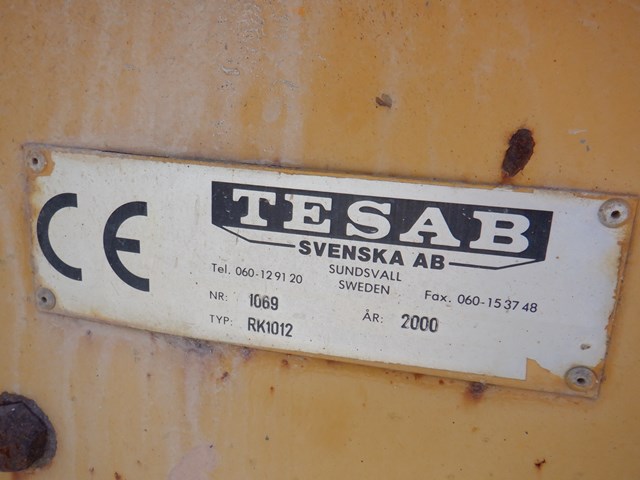 CE
TESAB
SVENSKA AB
SUNDSVALL
Tel. 060-12 91 20 SWEDEN Fax. 060-15 37 48
NR: 1069
TYP: RK1012 ÅR: 2000